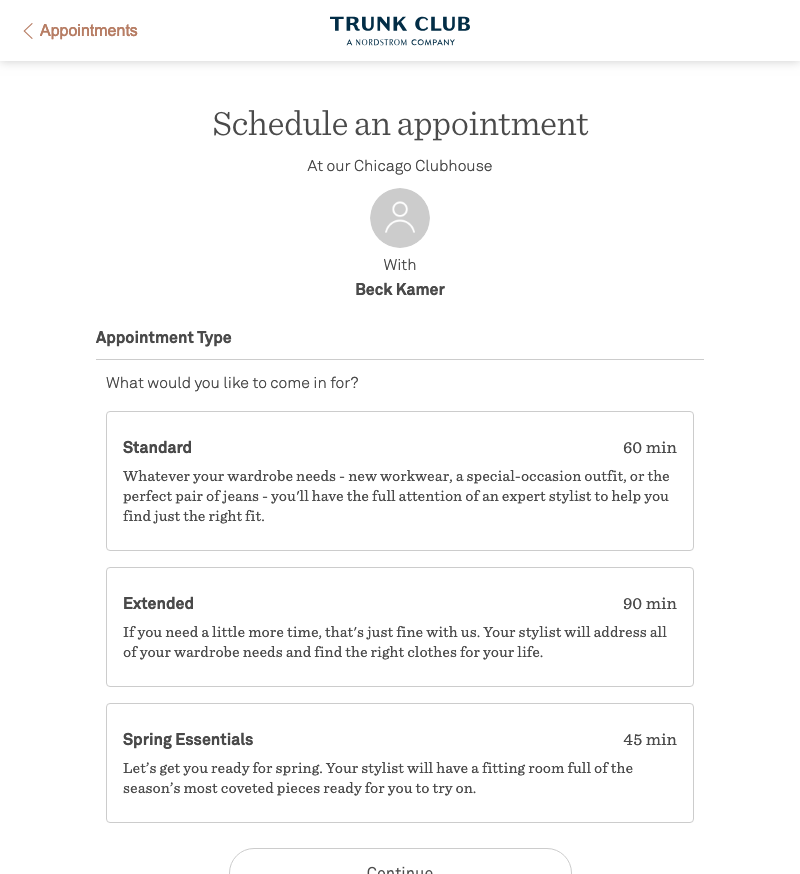 Appointments
TRUNK CLUB
A NORDSTROM COMPANY
Schedule an appointment
At our Chicago Clubhouse
With
Beck Kamer
Appointment Type
What would you like to come in for?
Standard
60 min
Whatever your wardrobe needs - new workwear, a special-occasion outfit, or the
perfect pair of jeans - you'll have the full attention of an expert stylist to help you
find just the right fit.
Extended
90 min
If you need a little more time, that's just fine with us. Your stylist will address all
of your wardrobe needs and find the right clothes for your life.
Spring Essentials
45 min
Let’s get you ready for spring. Your stylist will have a fitting room full of the
season’s most coveted pieces ready for you to try on.
Continue